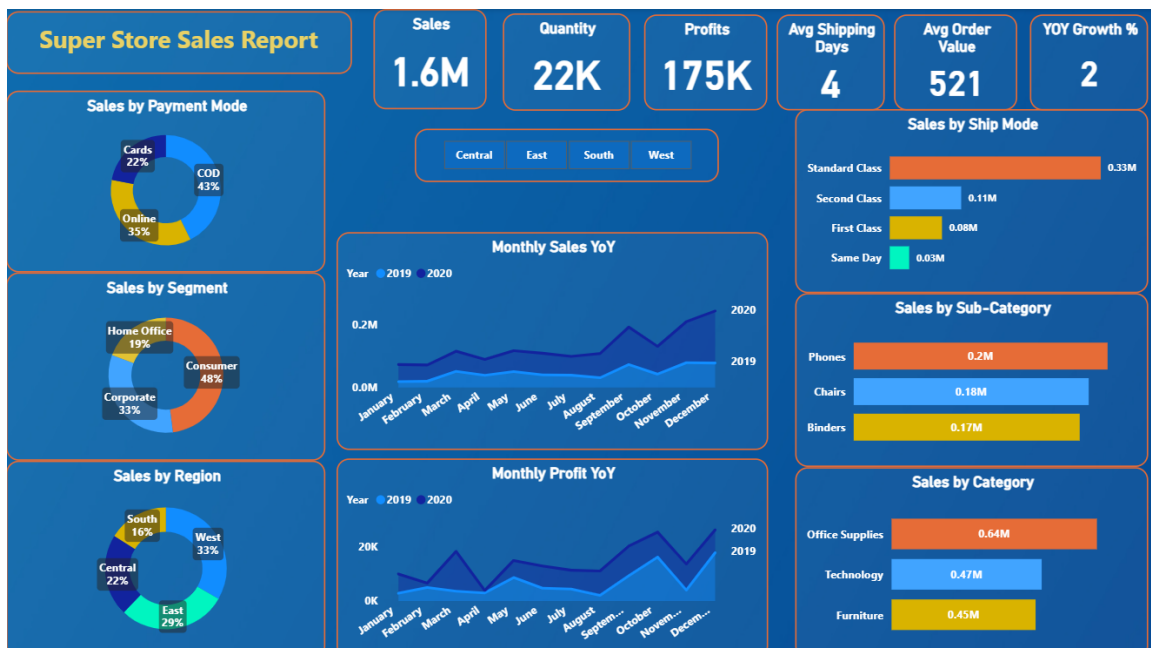 Super Store Sales Report
Sales
1.6M
Quantity
22K
Profits
175K
Avg Shipping
Days
4
Avg Order
Value
521
YOY Growth %
2
Sales by Payment Mode
Cards
22%
COD
43%
Online
35%
Central East South West
Sales by Ship Mode
Standard Class 0.33M
Second Class 0.11M
First Class 0.08M
Same Day 0.03M
Monthly Sales YoY
Year 2019 2020
0.2M
0.0M
2020
2019
January February March April May June July August September October November December
Sales by Segment
Home Office
19%
Consumer
48%
Corporate
33%
Sales by Sub-Category
Phones 0.2M
Chairs 0.18M
Binders 0.17M
Sales by Region
South
16%
West
33%
Central
22%
East
29%
Monthly Profit YoY
Year 2019 2020
20K
0K
2020
2019
January February March April May June July August Septem... October Novem... Decem...
Sales by Category
Office Supplies 0.64M
Technology 0.47M
Furniture 0.45M